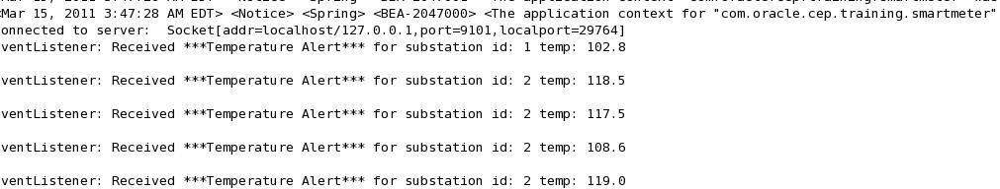 Mar 15, 2011 3:47:28 AM EDT> <Notice> <Spring> <BEA-2047000> <The application context for "com.oracle.cep.training.smartmeter"
onnected to server:  Socket[addr=localhost/127.0.0.1,port=9101,localport=29764]
ventListener: Received ***Temperature Alert*** for substation id: 1 temp: 102.8
ventListener: Received ***Temperature Alert*** for substation id: 2 temp: 118.5
ventListener: Received ***Temperature Alert*** for substation id: 2 temp: 117.5
ventListener: Received ***Temperature Alert*** for substation id: 2 temp: 108.6
ventListener: Received ***Temperature Alert*** for substation id: 2 temp: 119.0